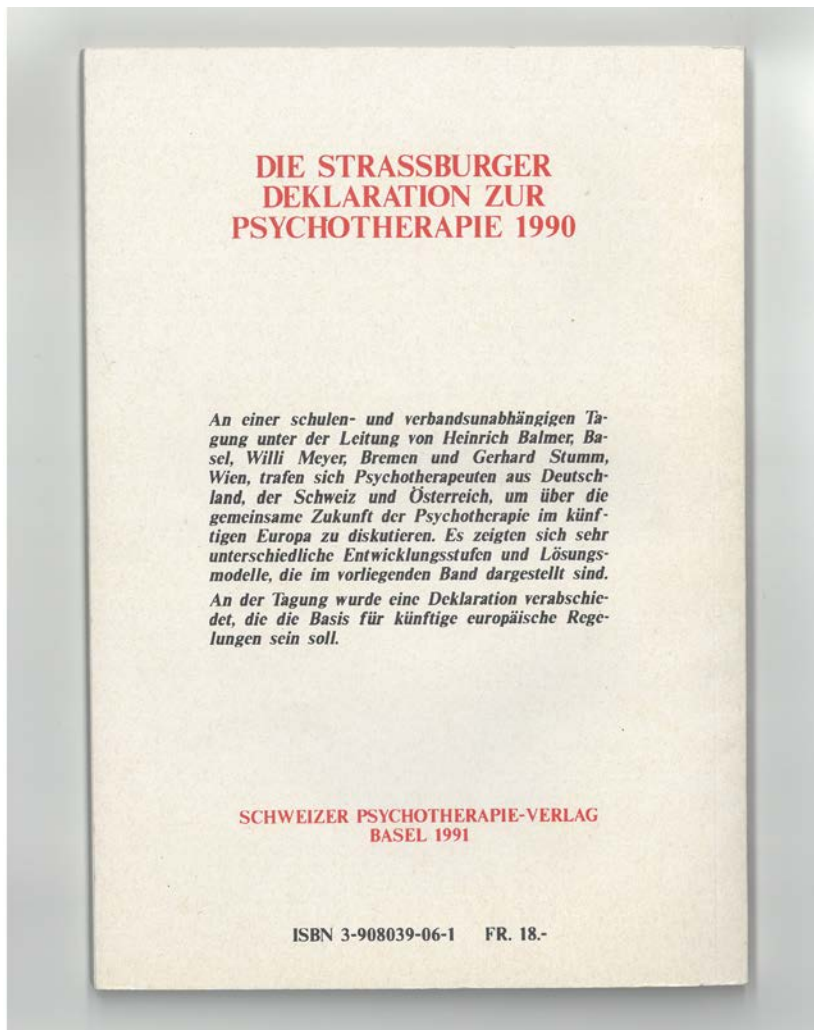 DIE STRASSBURGER
DEKLARATION ZUR
PSYCHOTHERAPIE 1990
An einer schulen- und verbandsunabhängigen Ta-
gung unter der Leitung von Heinrich Balmer, Ba-
sel, Willi Meyer, Bremen und Gerhard Stumm,
Wien, trafen sich Psychotherapeuten aus Deutsch-
land, der Schweiz und Österreich, um über die
gemeinsame Zukunft der Psychotherapie im künf-
tigen Europa zu diskutieren. Es zeigten sich sehr
unterschiedliche Entwicklungsstufen und Lösungs-
modelle, die im vorliegenden Band dargestellt sind.
An der Tagung wurde eine Deklaration verabschie-
det, die die Basis für künftige europäische Rege-
lungen sein soll.
SCHWEIZER PSYCHOTHERAPIE-VERLAG
BASEL 1991
ISBN 3-908039-06-1 FR. 18.-